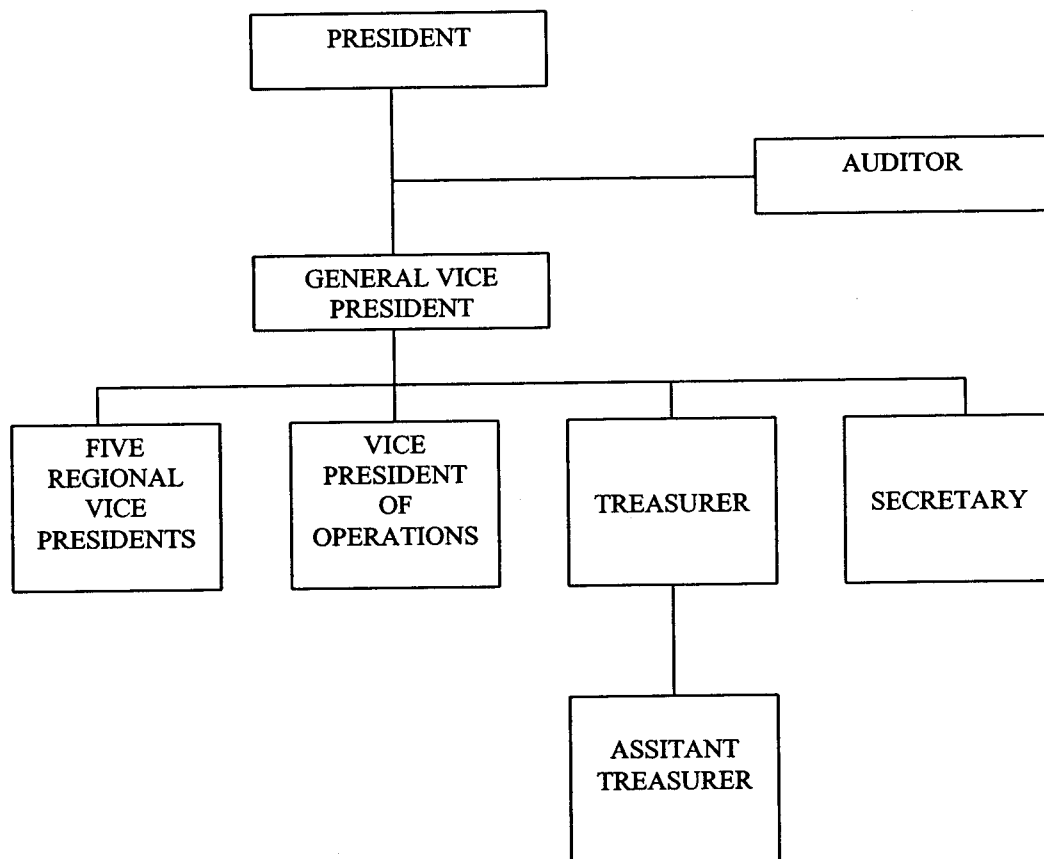 PRESIDENT
AUDITOR
GENERAL VICE
PRESIDENT
FIVE
REGIONAL
VICE
PRESIDENTS
VICE
PRESIDENT
OF
OPERATIONS
TREASURER
SECRETARY
ASSITANT
TREASURER